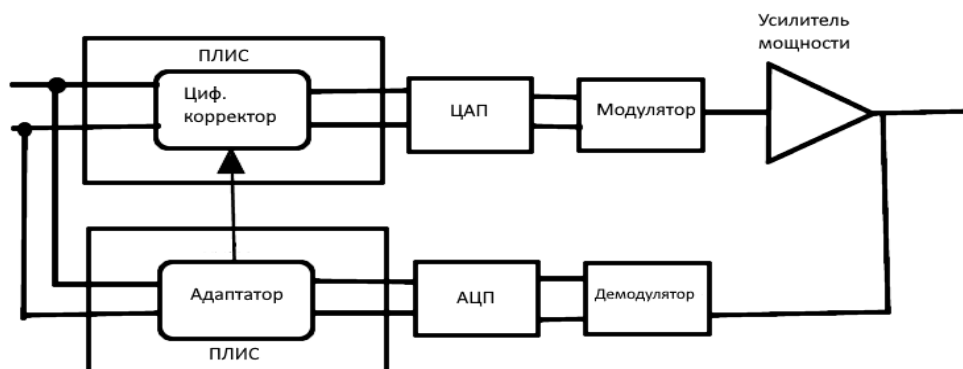 Усилитель
мощности
ПЛИС
Циф.
корректор
ЦАП
Модулятор
Адаптатор
АЦП
Демодулятор
ПЛИС